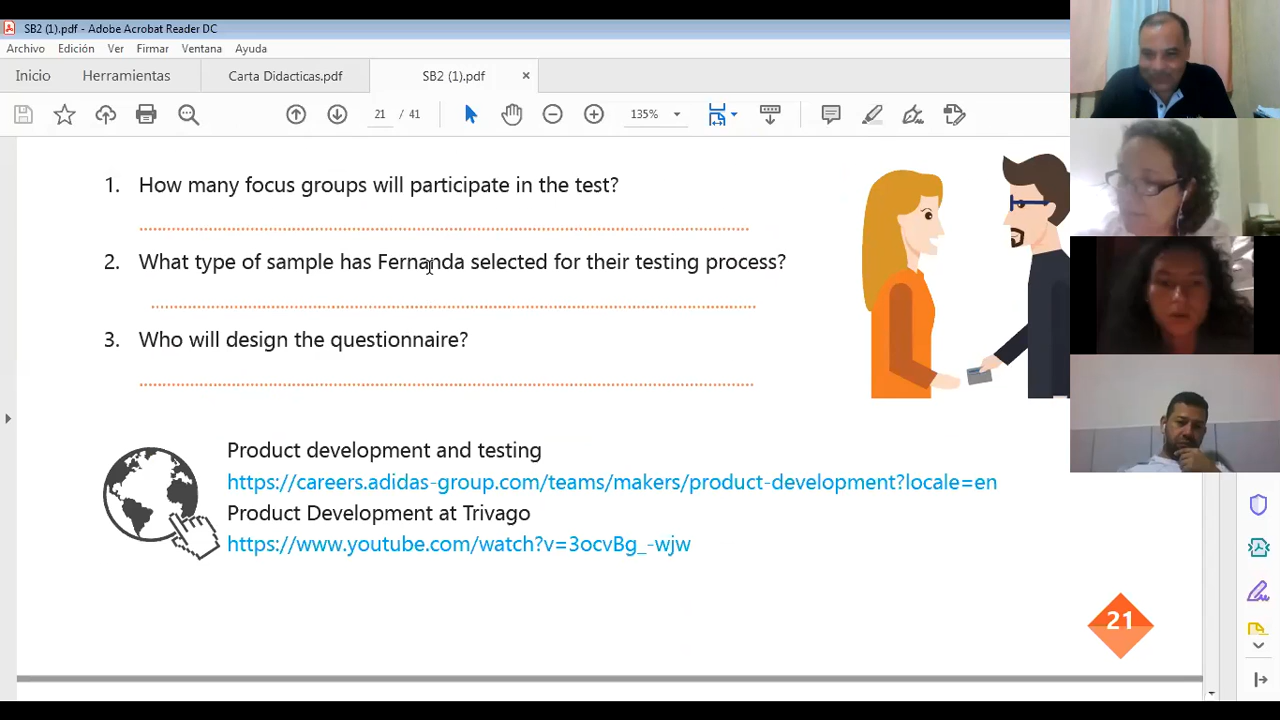 SB2 (1).pdf - Adobe Acrobat Reader DC
Archivo Edición Ver Firmar Ventana Ayuda
Inicio Herramientas Carta Didacticas.pdf SB2 (1).pdf ×
21 / 41 135%
1. How many focus groups will participate in the test?
2. What type of sample has Fernanda selected for their testing process?
3. Who will design the questionnaire?
Product development and testing
https://careers.adidas-group.com/teams/makers/product-development?locale=en
Product Development at Trivago
https://www.youtube.com/watch?v=3ocvBg_-wjw
21